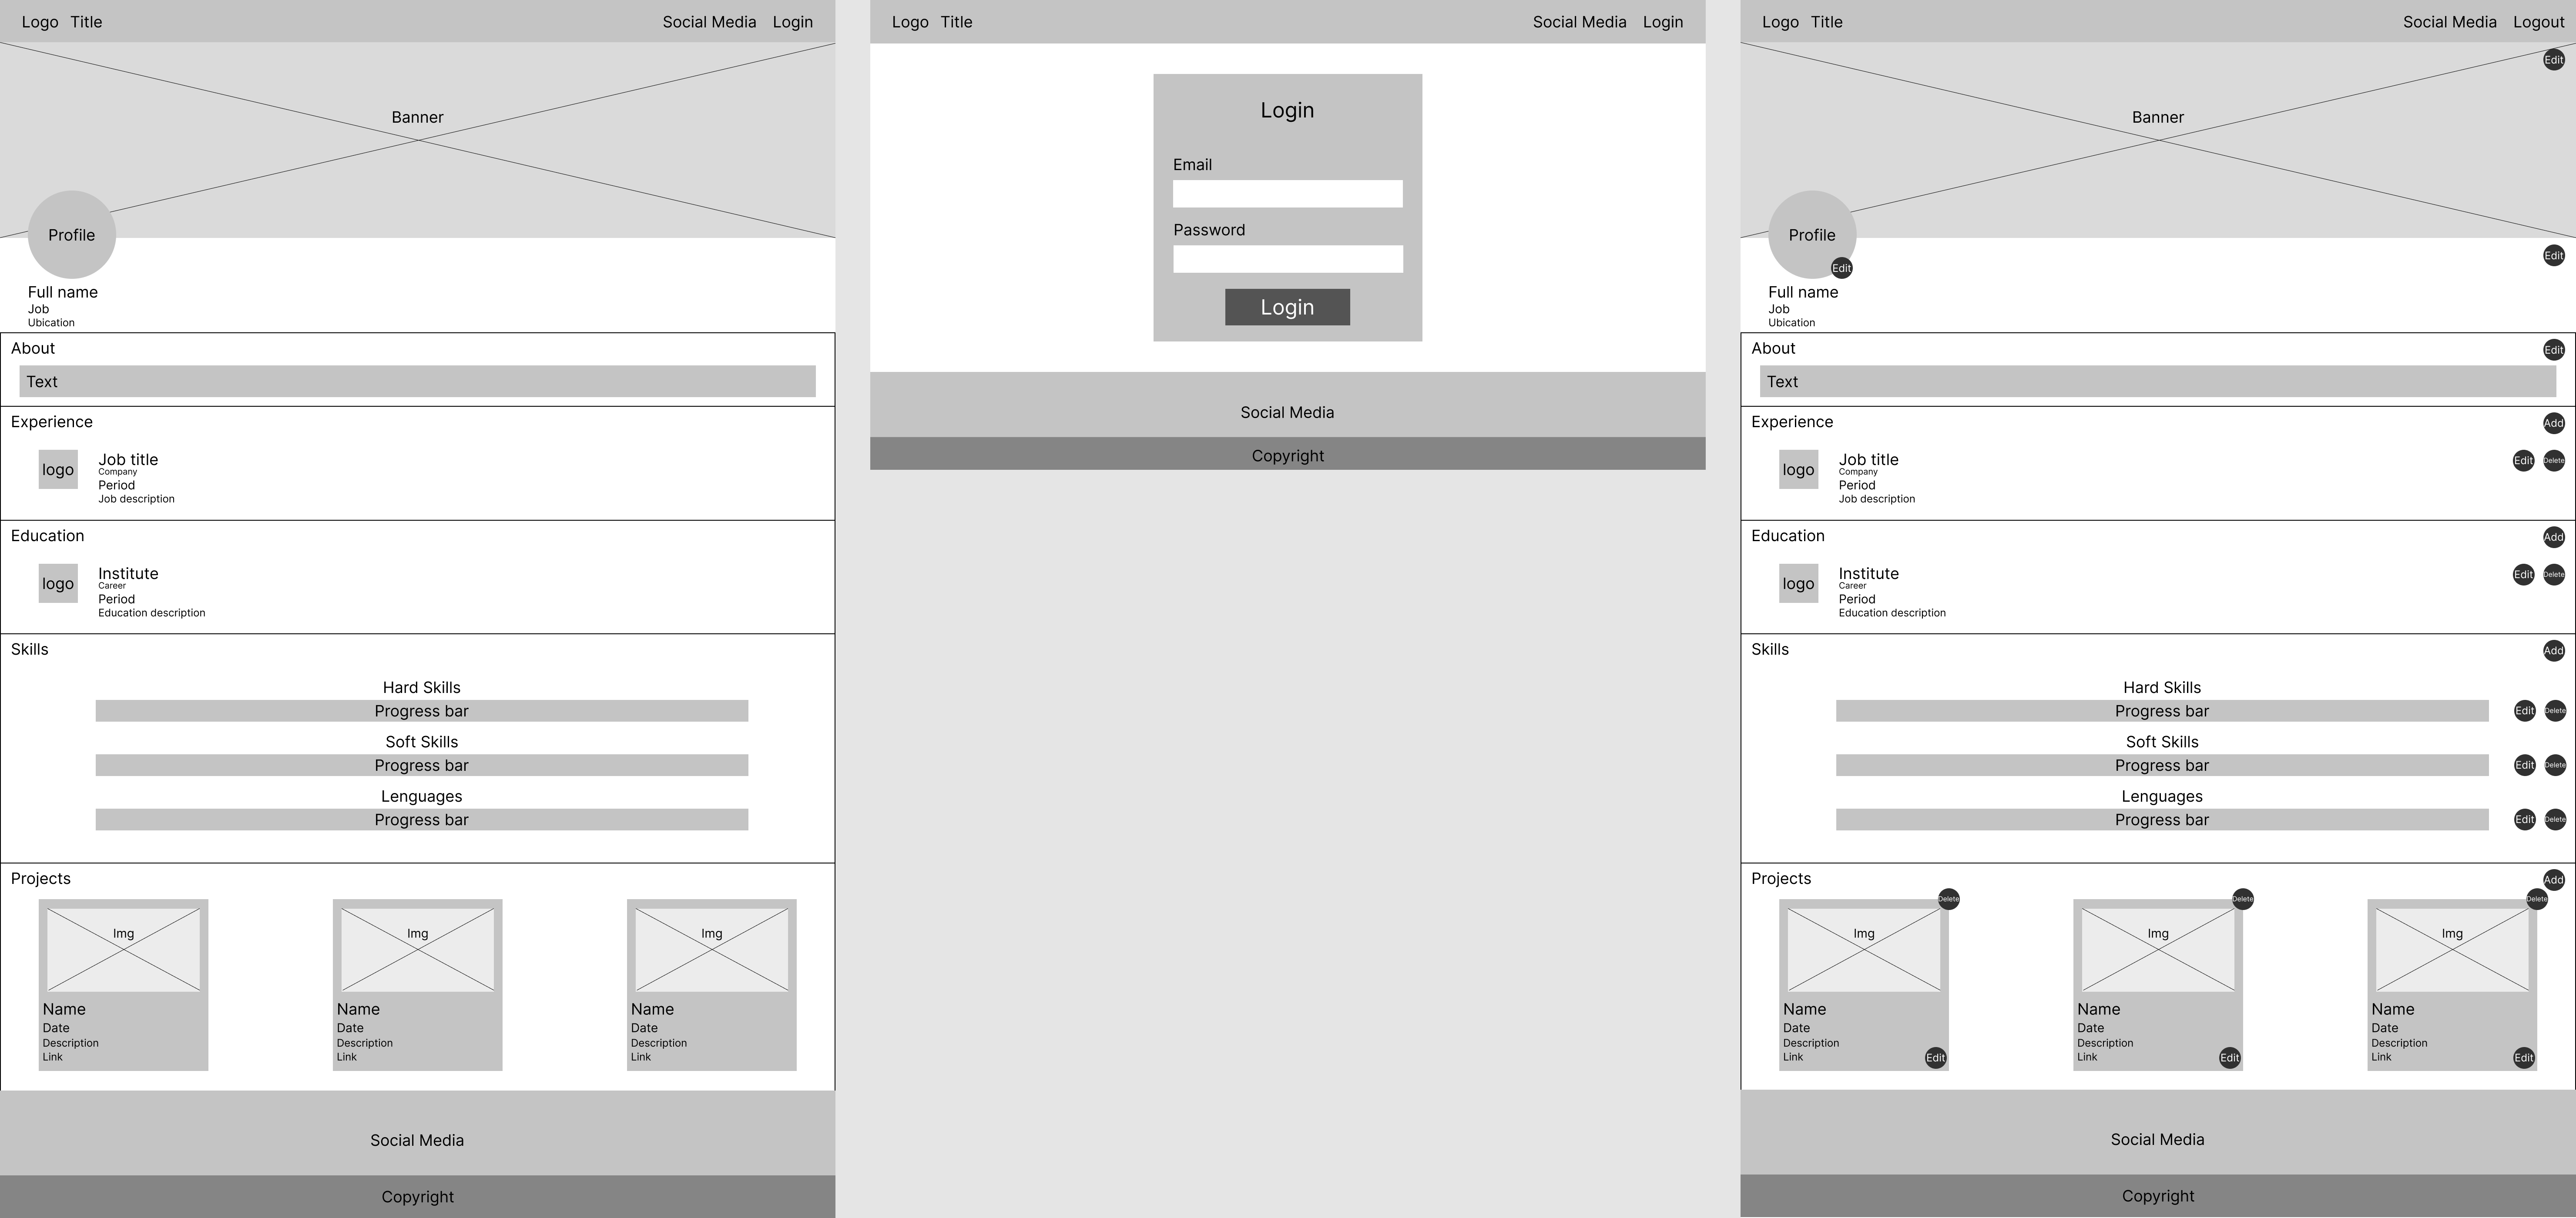 Logo Title Social Media Login
Banner
Profile
Full name
Job
Ubication
About
Text
Experience
logo
Job title
Company
Period
Job description
Education
logo
Institute
Career
Period
Education description
Skills
Hard Skills
Progress bar
Soft Skills
Progress bar
Lenguages
Progress bar
Projects
Img
Name
Date
Description
Link
Img
Name
Date
Description
Link
Img
Name
Date
Description
Link
Social Media
Copyright
Logo Title Social Media Login
Login
Email
Password
Login
Social Media
Copyright
Logo Title Social Media Logout
Edit
Banner
Profile
Edit
Edit
Full name
Job
Ubication
About Edit
Text
Experience Add
logo
Job title Edit Delete
Company
Period
Job description
Education Add
logo
Institute Edit Delete
Career
Period
Education description
Skills Add
Hard Skills
Progress bar Edit Delete
Soft Skills
Progress bar Edit Delete
Lenguages
Progress bar Edit Delete
Projects Add
Delete
Img
Name
Date
Description
Link Edit
Delete
Img
Name
Date
Description
Link Edit
Delete
Img
Name
Date
Description
Link Edit
Social Media
Copyright